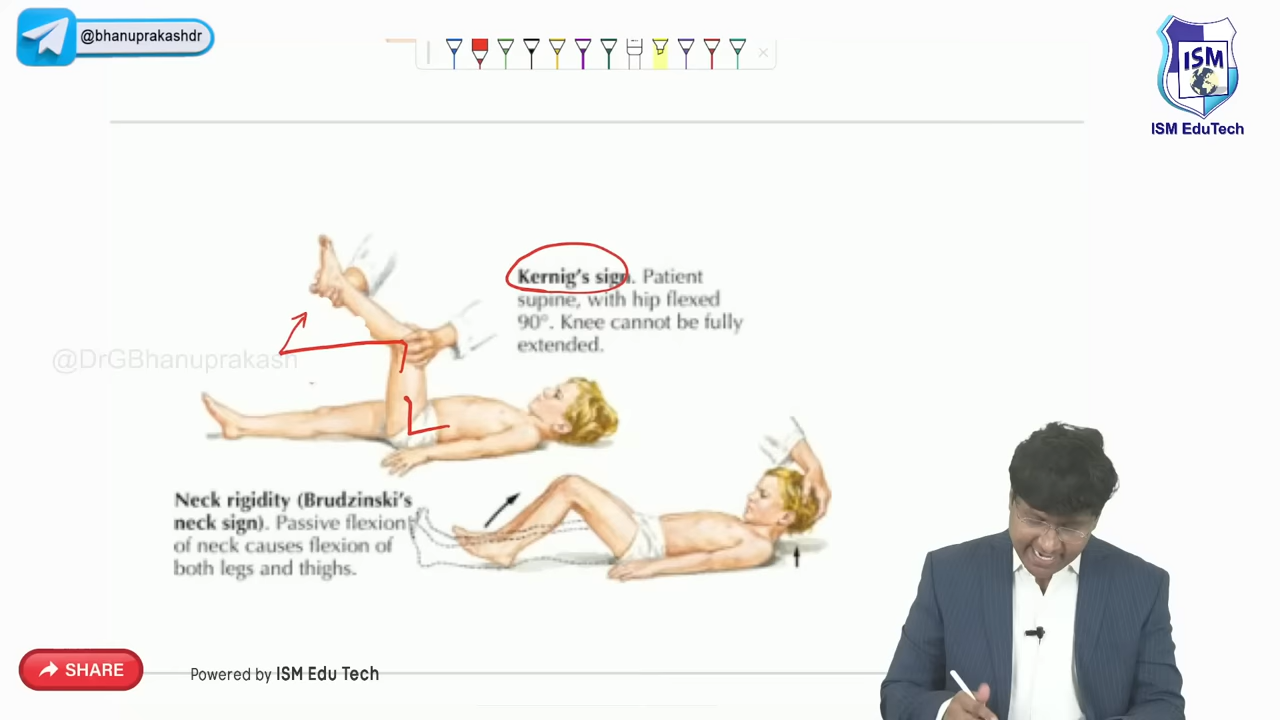 @bhanuprakashdr
ISM
ISM EduTech
Kernig's sign. Patient
supine, with hip flexed
90°. Knee cannot be fully
extended.
@DrGBhanuprakash
Neck rigidity (Brudzinski's
neck sign). Passive flexion
of neck causes flexion of
both legs and thighs.
SHARE
Powered by ISM Edu Tech